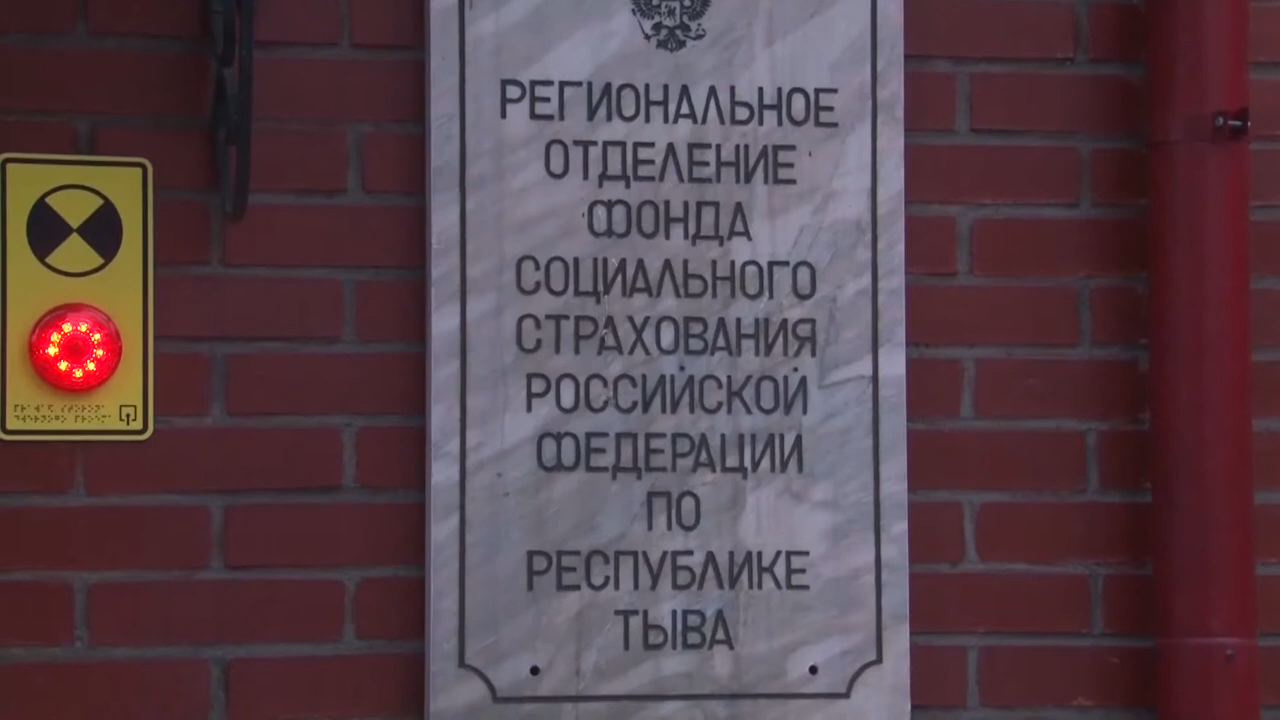 РЕГИОНАЛЬНОЕ
ОТДЕЛЕНИЕ
ФОНДА
СОЦИАЛЬНОГО
СТРАХОВАНИЯ
РОССИЙСКОЙ
ФЕДЕРАЦИИ
ПО
РЕСПУБЛИКЕ
ТЫВА